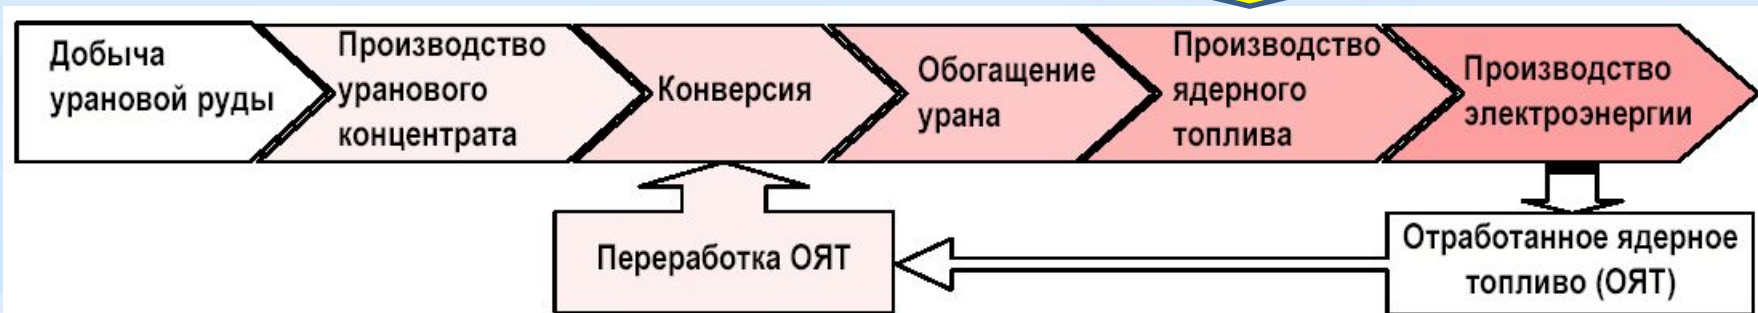 Добыча
урановой руды
Производство
уранового
концентрата
Конверсия
Обогащение
урана
Производство
ядерного
топлива
Производство
электроэнергии
Переработка ОЯТ
Отработанное ядерное
топливо (ОЯТ)